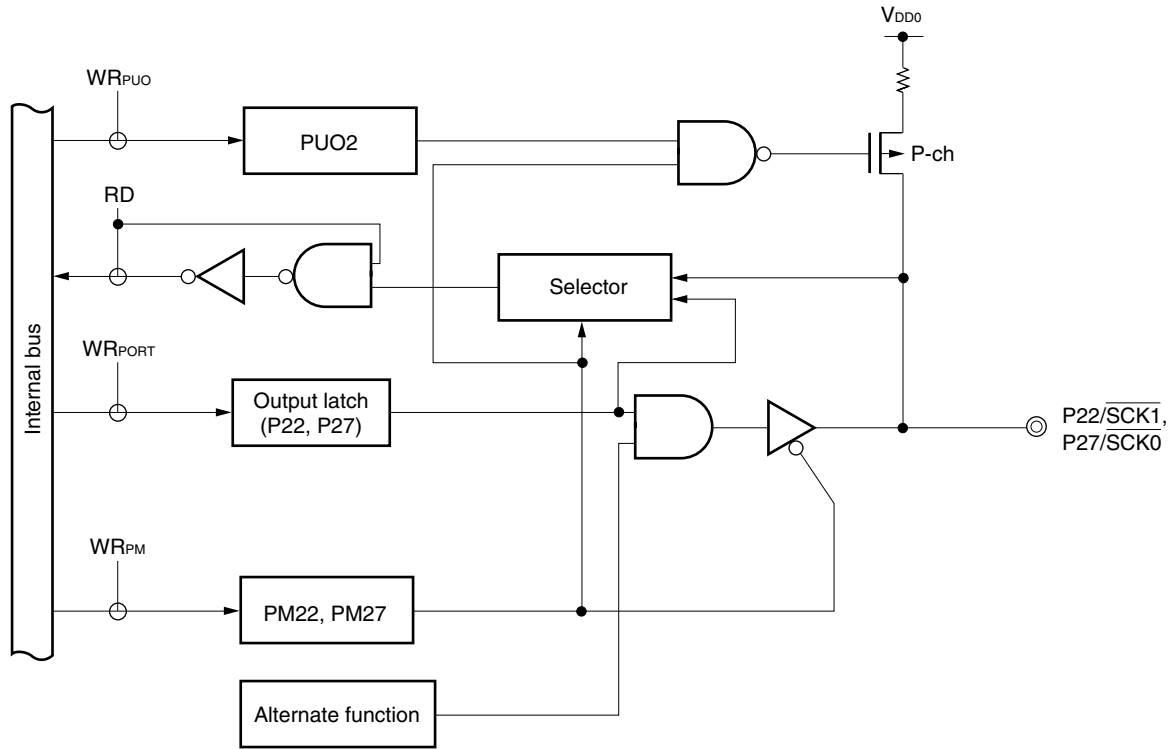 VDD0
WRPUO
PUO2
P-ch
RD
Selector
Internal bus
WRPORT
Output latch
(P22, P27)
P22/SCK1,
P27/SCK0
WRPM
PM22, PM27
Alternate function